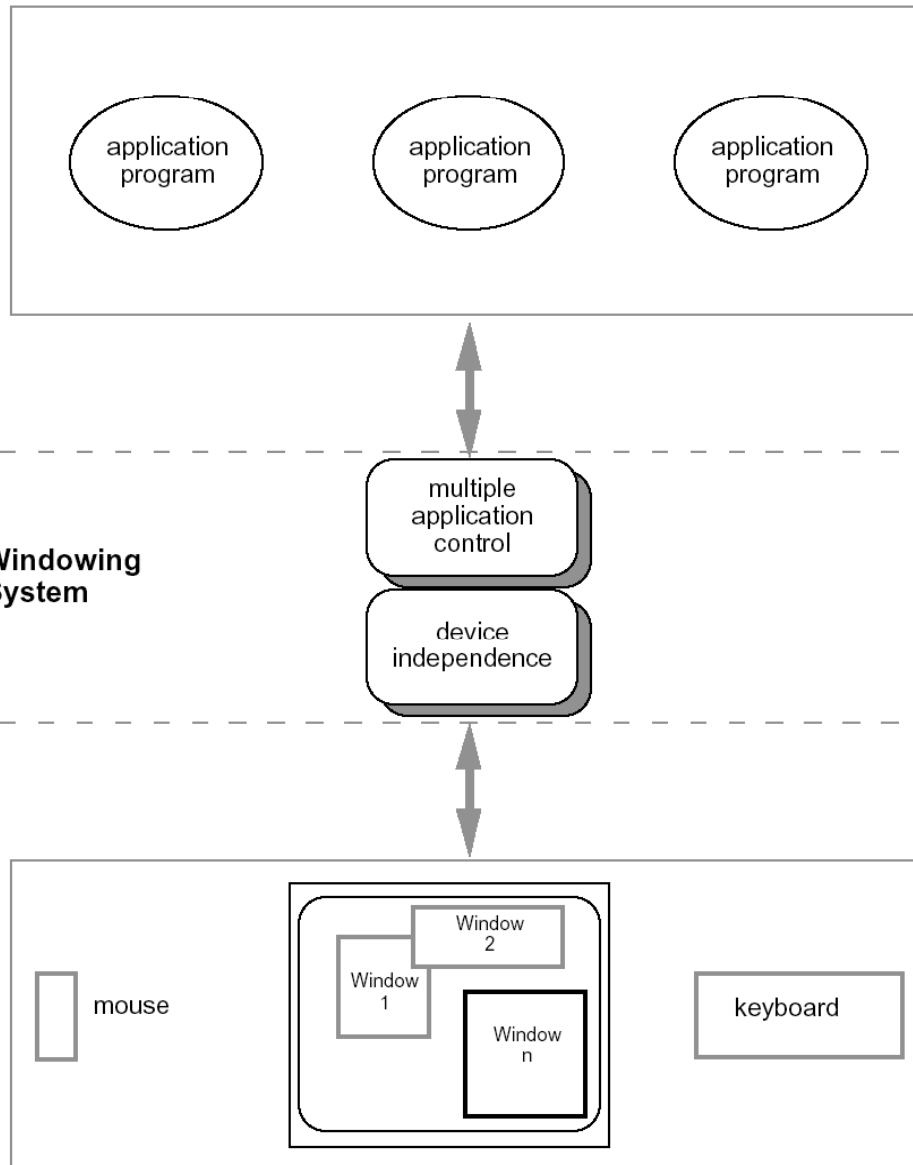 application
program
application
program
application
program
multiple
application
control
Windowing
System
device
independence
Window
2
Window
1
mouse
keyboard
Window
n